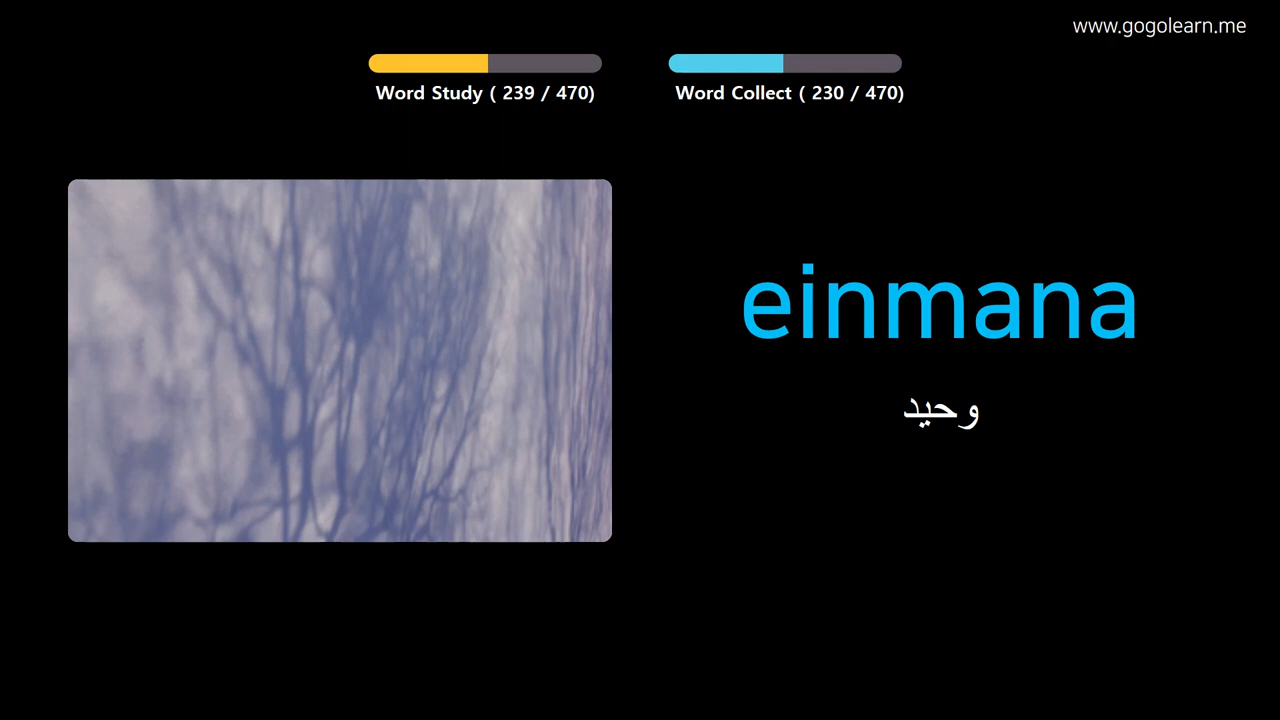 www.gogolearn.me
Word Study ( 239 / 470)
Word Collect ( 230 / 470)
einmana
وحيد